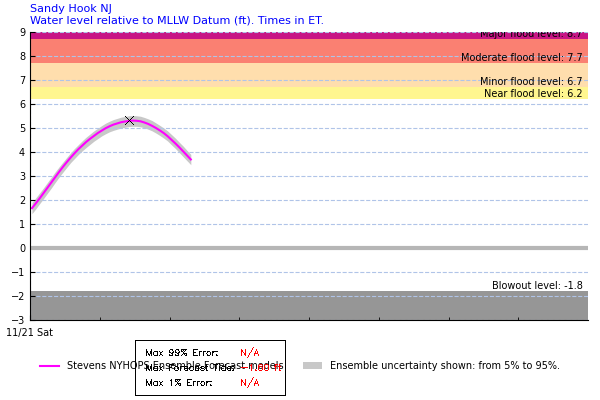 Sandy Hook NJ
Water level relative to MLLW Datum (ft). Times in ET.
9
Major flood level: 8.7
8
Moderate flood level: 7.7
7
Minor flood level: 6.7
Near flood level: 6.2
6
5
4
3
2
1
0
−1
Blowout level: -1.8
−2
−3
11/21 Sat
Max 99% Error: N/A
Stevens NYHOPS Ensemble Forecast models
Max Forecast Tide:
Ensemble uncertainty shown: from 5% to 95%.
Max 1% Error: N/A